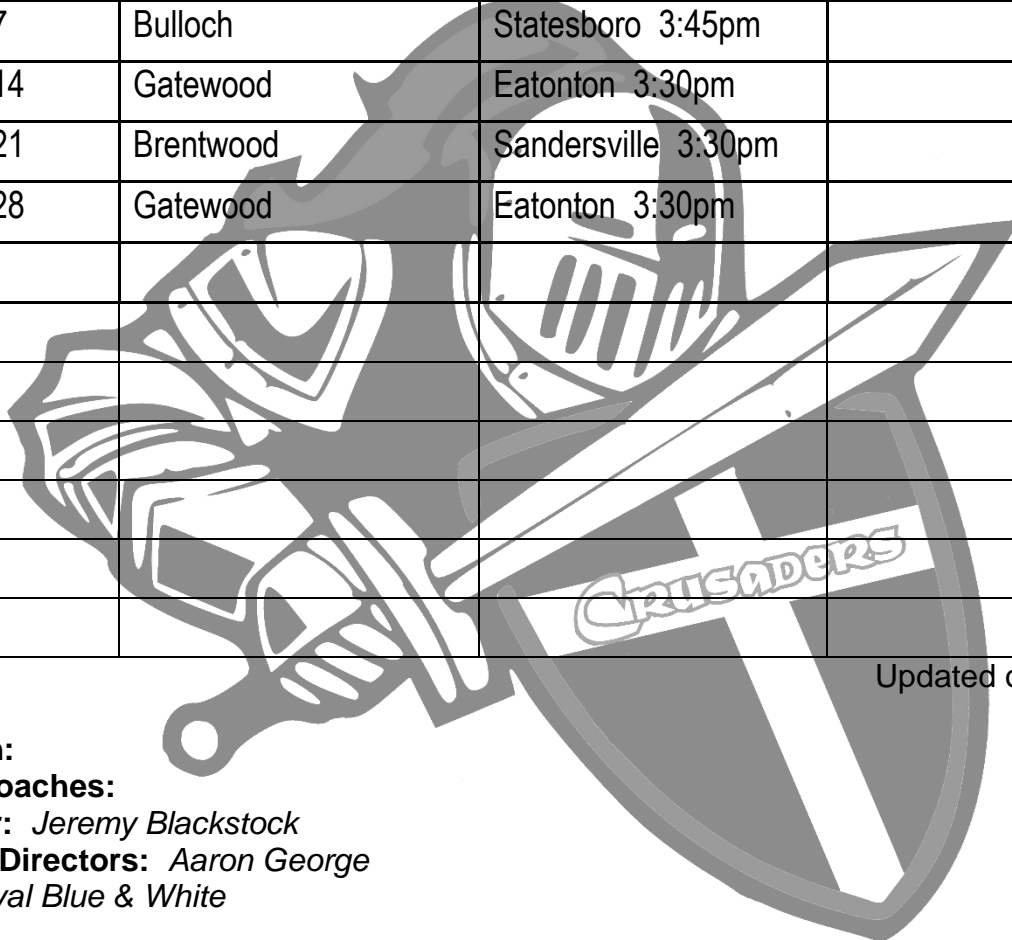 7 Bulloch Statesboro 3:45pm
14 Gatewood Eatonton 3:30pm
21 Brentwood Sandersville 3:30pm
28 Gatewood Eatonton 3:30pm
CRUSADERS
Updated
:
oaches:
: Jeremy Blackstock
Directors: Aaron George
yal Blue & White